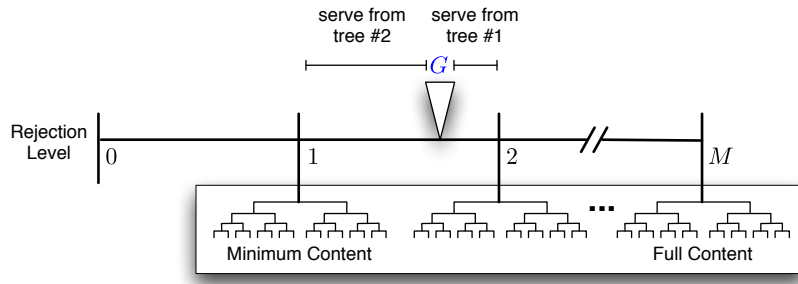 serve from
tree #2
serve from
tree #1
G
Rejection
Level
0
1
2
M
...
Minimum Content
Full Content